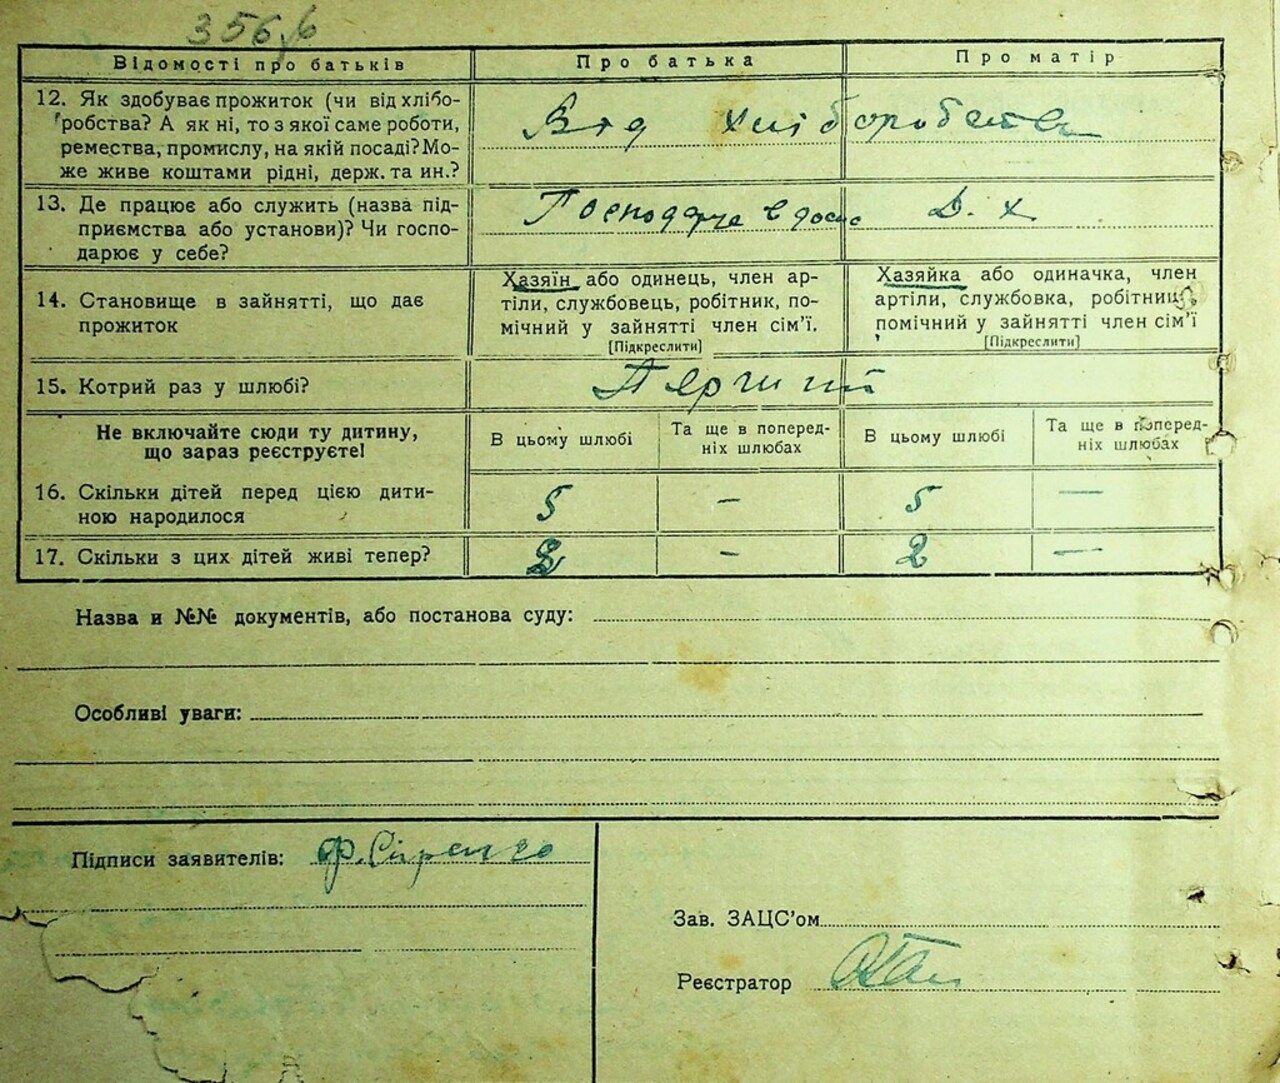 356
Відомості про батьків Про батька Про матір
12. Як здобуває прожиток (чи від хлібо-
робства? А як ні, то з якої саме роботи,
ремества, промислу, на якій посаді? Мо-
же живе коштами рідні, держ. та ин.?
Від хліборобства
13. Де працює або служить (назва під-
приємства або установи)? Чи госпо-
дарює у себе?
Господарює в своє Д. х
14. Становище в зайнятті, що дає
прожиток
Хазяїн або одинець, член ар-
тіли, службовець, робітник, по-
мічний у зайнятті член сім'ї.
[Підкреслити]
Хазяйка або одиначка, член
артіли, службовка, робітниця,
помічний у зайнятті член сім'ї
[Підкреслити]
15. Котрий раз у шлюбі?
Перший
Не включайте сюди ту дитину,
що зараз реєструєте!
В цьому шлюбі
Та ще в поперед-
ніх шлюбах
В цьому шлюбі
Та ще в поперед-
ніх шлюбах
16. Скільки дітей перед цією дити-
ною народилося
5 – 5 —
17. Скільки з цих дітей живі тепер? 2 – 2 —
Назва и №№ документів, або постанова суду:
Особливі уваги:
Підписи заявителів: Ф. Сіренко
Зав. ЗАЦС'ом
Реєстратор